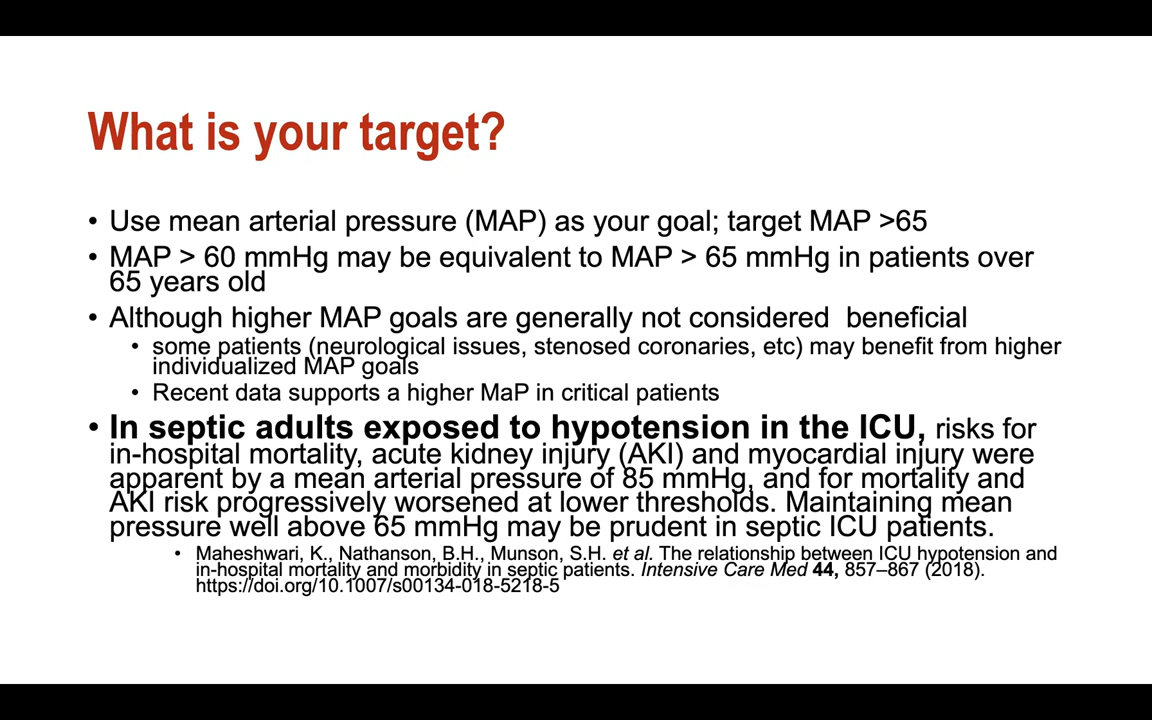 What is your target?
• Use mean arterial pressure (MAP) as your goal; target MAP >65
• MAP > 60 mmHg may be equivalent to MAP > 65 mmHg in patients over
65 years old
• Although higher MAP goals are generally not considered  beneficial
• some patients (neurological issues, stenosed coronaries, etc) may benefit from higher
individualized MAP goals
• Recent data supports a higher MaP in critical patients
• In septic adults exposed to hypotension in the ICU, risks for
in-hospital mortality, acute kidney injury (AKI) and myocardial injury were
apparent by a mean arterial pressure of 85 mmHg, and for mortality and
AKI risk progressively worsened at lower thresholds. Maintaining mean
pressure well above 65 mmHg may be prudent in septic ICU patients.
• Maheshwari, K., Nathanson, B.H., Munson, S.H. et al. The relationship between ICU hypotension and
in-hospital mortality and morbidity in septic patients. Intensive Care Med 44, 857–867 (2018).
https://doi.org/10.1007/s00134-018-5218-5